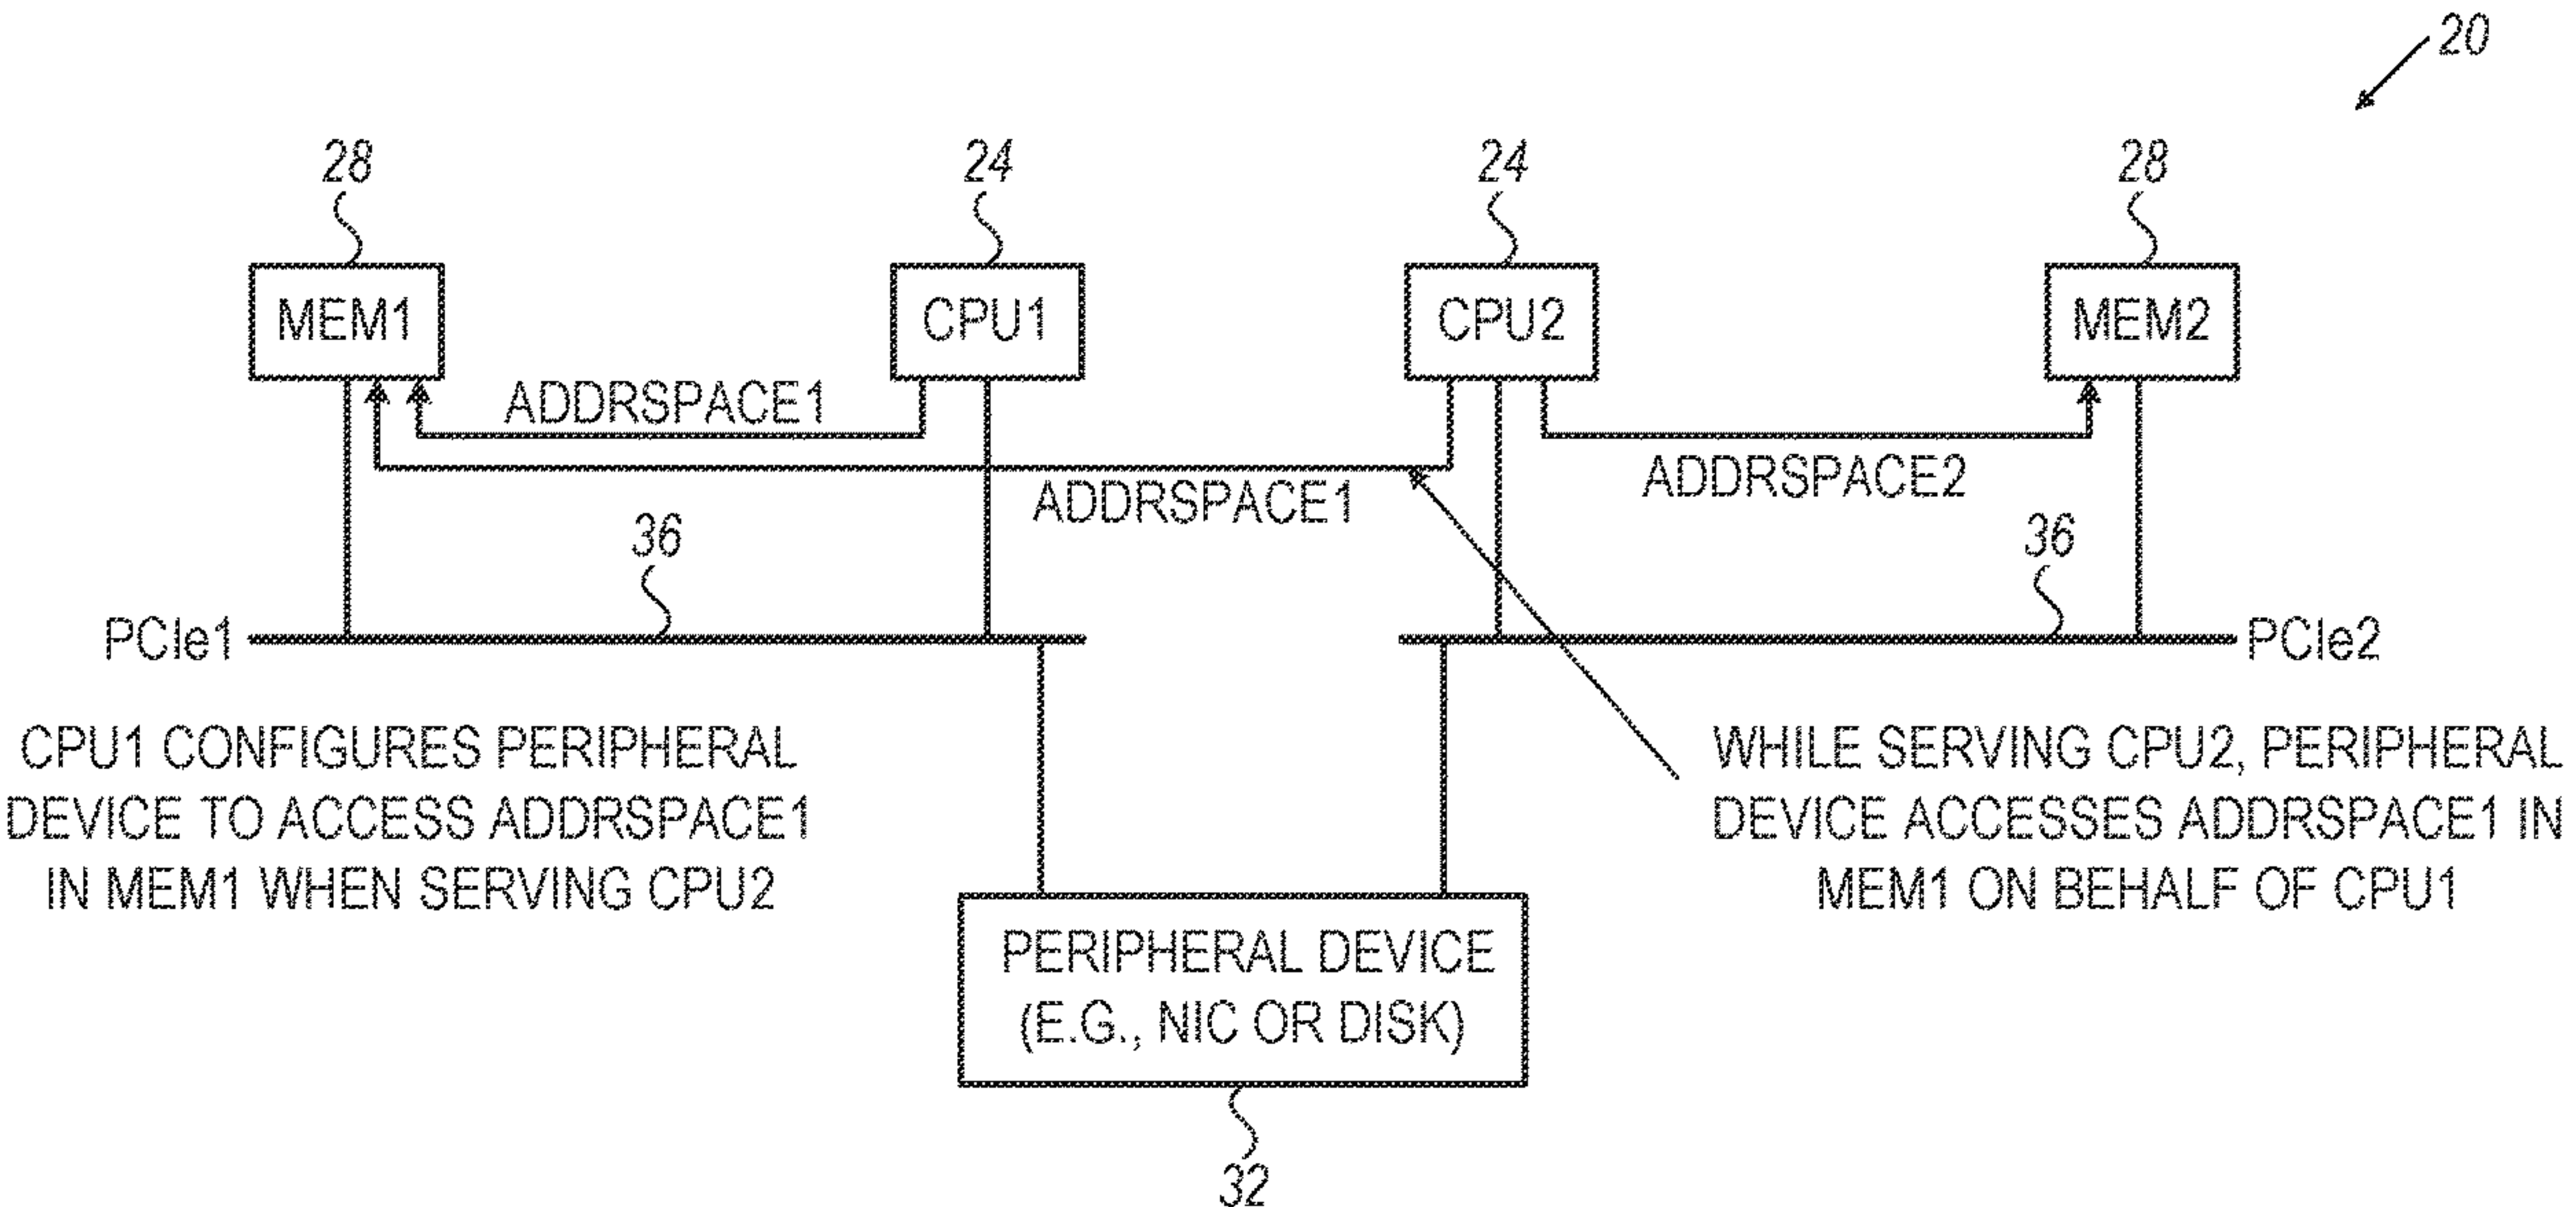 20
28
24
24
28
MEM1
CPU1
CPU2
MEM2
ADDRSPACE1
ADDRSPACE2
ADDRSPACE1
36
36
PCIe1
PCIe2
CPU1 CONFIGURES PERIPHERAL
DEVICE TO ACCESS ADDRSPACE1
IN MEM1 WHEN SERVING CPU2
WHILE SERVING CPU2, PERIPHERAL
DEVICE ACCESSES ADDRSPACE1 IN
MEM1 ON BEHALF OF CPU1
PERIPHERAL DEVICE
(E.G., NIC OR DISK)
32